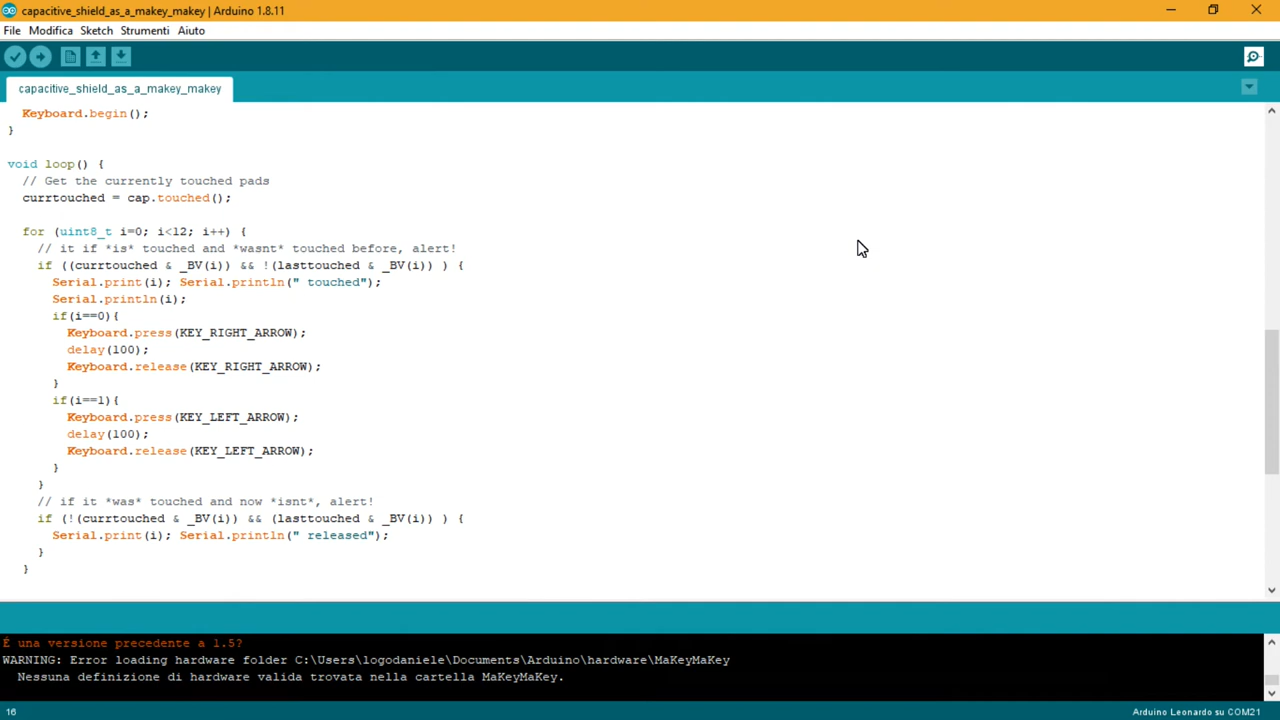 capacitive_shield_as_a_makey_makey | Arduino 1.8.11
File Modifica Sketch Strumenti Aiuto
capacitive_shield_as_a_makey_makey
Keyboard.begin();
}
void loop() {
// Get the currently touched pads
currtouched = cap.touched();
for (uint8_t i=0; i<12; i++) {
// it if *is* touched and *wasnt* touched before, alert!
if ((currtouched & _BV(i)) && !(lasttouched & _BV(i)) ) {
Serial.print(i); Serial.println(" touched");
Serial.println(i);
if(i==0){
Keyboard.press(KEY_RIGHT_ARROW);
delay(100);
Keyboard.release(KEY_RIGHT_ARROW);
}
if(i==1){
Keyboard.press(KEY_LEFT_ARROW);
delay(100);
Keyboard.release(KEY_LEFT_ARROW);
}
}
// if it *was* touched and now *isnt*, alert!
if (!(currtouched & _BV(i)) && (lasttouched & _BV(i)) ) {
Serial.print(i); Serial.println(" released");
}
}
È una versione precedente a 1.5?
WARNING: Error loading hardware folder C:\Users\logodaniele\Documents\Arduino\hardware\MaKeyMaKey
Nessuna definizione di hardware valida trovata nella cartella MaKeyMaKey.
16
Arduino Leonardo su COM21